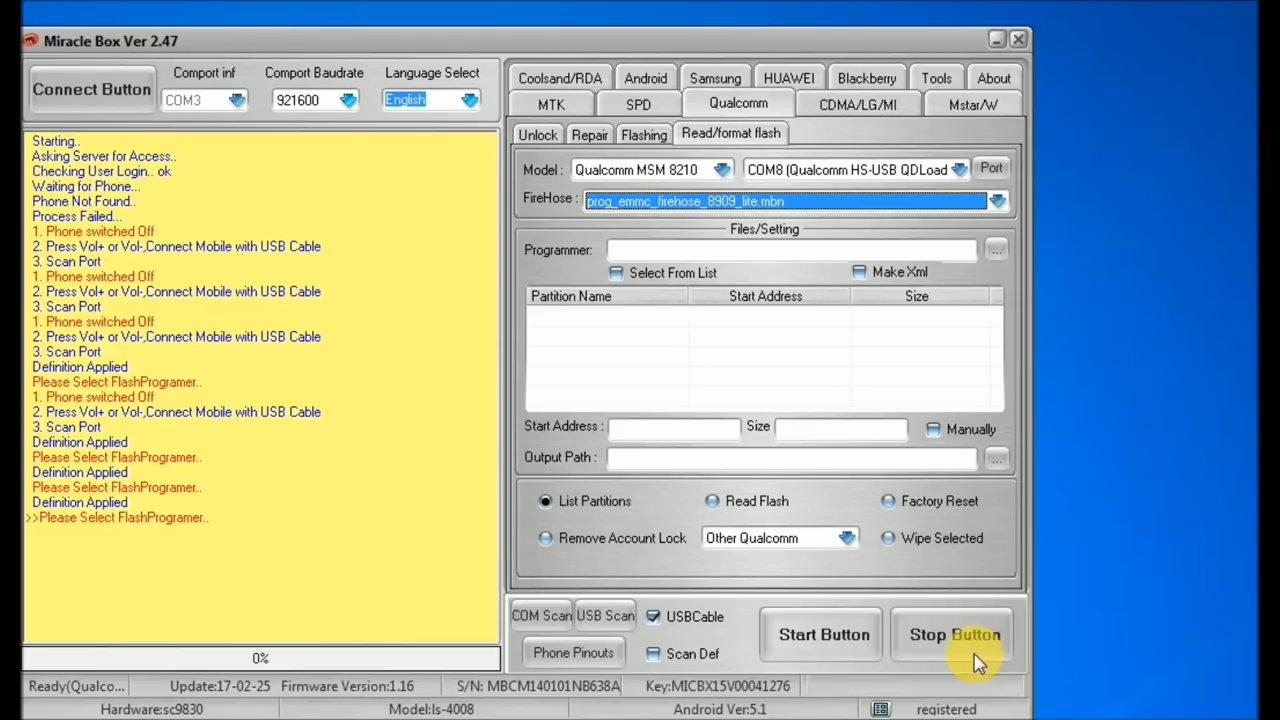 Miracle Box Ver 2.47
Connect Button
Comport inf
Comport Baudrate
Language Select
COM3
921600
English
Starting..
Asking Server for Access..
Checking User Login.. ok
Waiting for Phone...
Phone Not Found..
Process Failed...
1. Phone switched Off
2. Press Vol+ or Vol-,Connect Mobile with USB Cable
3. Scan Port
1. Phone switched Off
2. Press Vol+ or Vol-,Connect Mobile with USB Cable
3. Scan Port
1. Phone switched Off
2. Press Vol+ or Vol-,Connect Mobile with USB Cable
3. Scan Port
Definition Applied
Please Select FlashProgramer..
1. Phone switched Off
2. Press Vol+ or Vol-,Connect Mobile with USB Cable
3. Scan Port
Definition Applied
Please Select FlashProgramer..
Definition Applied
Please Select FlashProgramer..
Definition Applied
>>Please Select FlashProgramer..
0%
Coolsand/RDA Android Samsung HUAWEI Blackberry Tools About
MTK SPD Qualcomm CDMA/LG/MI Mstar/W
Unlock Repair Flashing Read/format flash
Model : Qualcomm MSM 8210 COM8 (Qualcomm HS-USB QDLoad Port
FireHose : prog_emmc_firehose_8909_lite.mbn
Files/Setting
Programmer: ...
Select From List Make Xml
Partition Name Start Address Size
Start Address : Size Manually
Output Path : ...
List Partitions Read Flash Factory Reset
Remove Account Lock Other Qualcomm Wipe Selected
COM Scan USB Scan USBCable
Start Button Stop Button
Phone Pinouts Scan Def
Ready(Qualco... Update:17-02-25 Firmware Version:1.16 S/N: MBCM140101NB638A Key:MICBX15V00041276
Hardware:sc9830 Model:ls-4008 Android Ver:5.1 registered